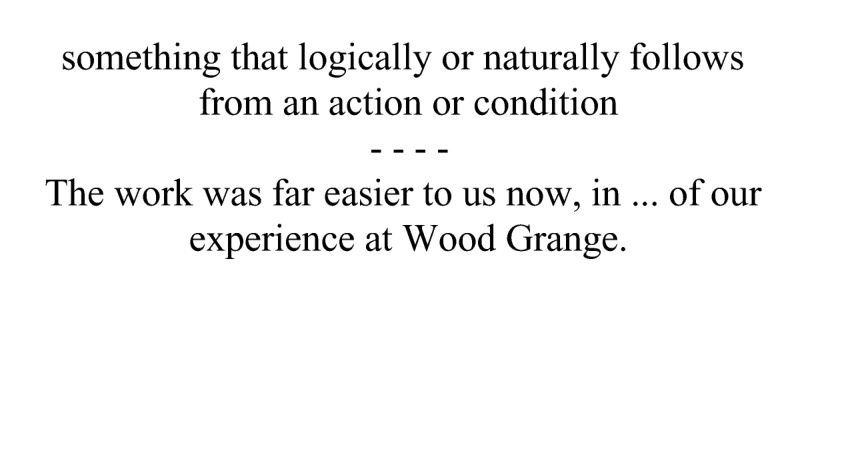 something that logically or naturally follows
from an action or condition
- - - -
The work was far easier to us now, in ... of our
experience at Wood Grange.